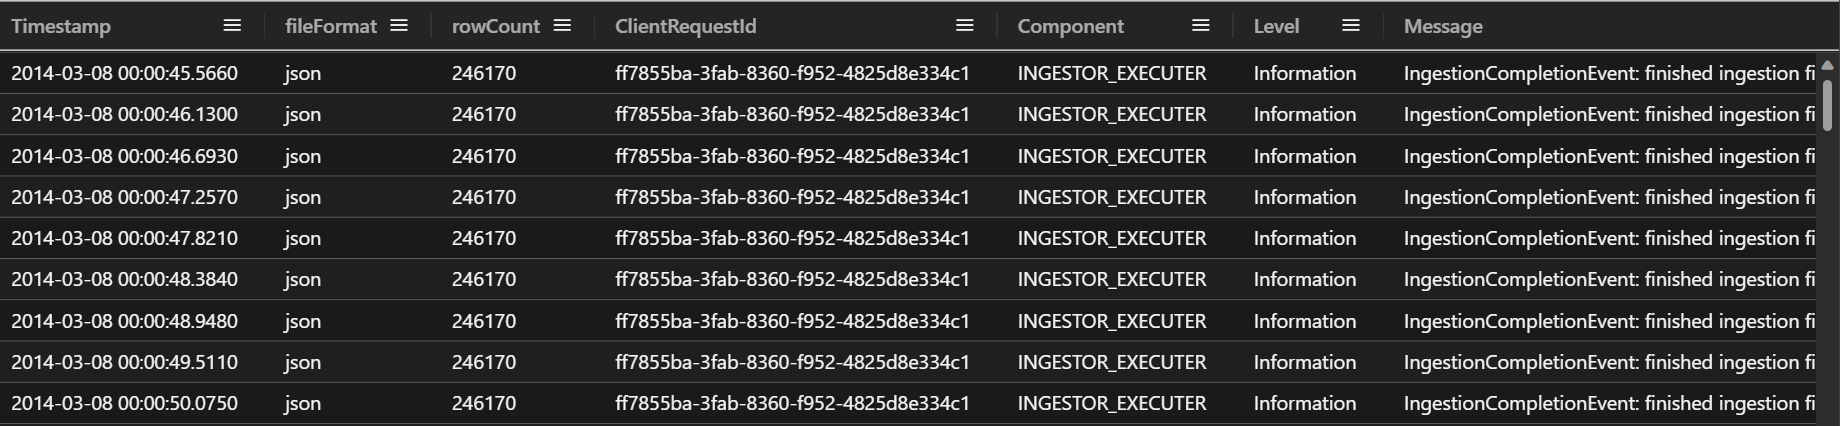 Timestamp fileFormat rowCount ClientRequestId Component Level Message
2014-03-08 00:00:45.5660 json 246170 ff7855ba-3fab-8360-f952-4825d8e334c1 INGESTOR_EXECUTER Information IngestionCompletionEvent: finished ingestion fi
2014-03-08 00:00:46.1300 json 246170 ff7855ba-3fab-8360-f952-4825d8e334c1 INGESTOR_EXECUTER Information IngestionCompletionEvent: finished ingestion fi
2014-03-08 00:00:46.6930 json 246170 ff7855ba-3fab-8360-f952-4825d8e334c1 INGESTOR_EXECUTER Information IngestionCompletionEvent: finished ingestion fi
2014-03-08 00:00:47.2570 json 246170 ff7855ba-3fab-8360-f952-4825d8e334c1 INGESTOR_EXECUTER Information IngestionCompletionEvent: finished ingestion fi
2014-03-08 00:00:47.8210 json 246170 ff7855ba-3fab-8360-f952-4825d8e334c1 INGESTOR_EXECUTER Information IngestionCompletionEvent: finished ingestion fi
2014-03-08 00:00:48.3840 json 246170 ff7855ba-3fab-8360-f952-4825d8e334c1 INGESTOR_EXECUTER Information IngestionCompletionEvent: finished ingestion fi
2014-03-08 00:00:48.9480 json 246170 ff7855ba-3fab-8360-f952-4825d8e334c1 INGESTOR_EXECUTER Information IngestionCompletionEvent: finished ingestion fi
2014-03-08 00:00:49.5110 json 246170 ff7855ba-3fab-8360-f952-4825d8e334c1 INGESTOR_EXECUTER Information IngestionCompletionEvent: finished ingestion fi
2014-03-08 00:00:50.0750 json 246170 ff7855ba-3fab-8360-f952-4825d8e334c1 INGESTOR_EXECUTER Information IngestionCompletionEvent: finished ingestion fi